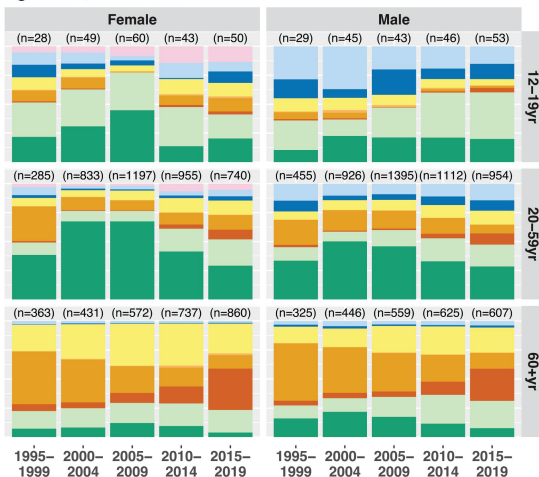 Female Male
(n=28) (n=49) (n=60) (n=43) (n=50) (n=29) (n=45) (n=43) (n=46) (n=53)
12–19yr
(n=285) (n=833) (n=1197) (n=955) (n=740) (n=455) (n=926) (n=1395) (n=1112) (n=954)
20–59yr
(n=363) (n=431) (n=572) (n=737) (n=860) (n=325) (n=446) (n=559) (n=625) (n=607)
60+yr
1995– 2000– 2005– 2010– 2015– 1995– 2000– 2005– 2010– 2015–
1999 2004 2009 2014 2019 1999 2004 2009 2014 2019